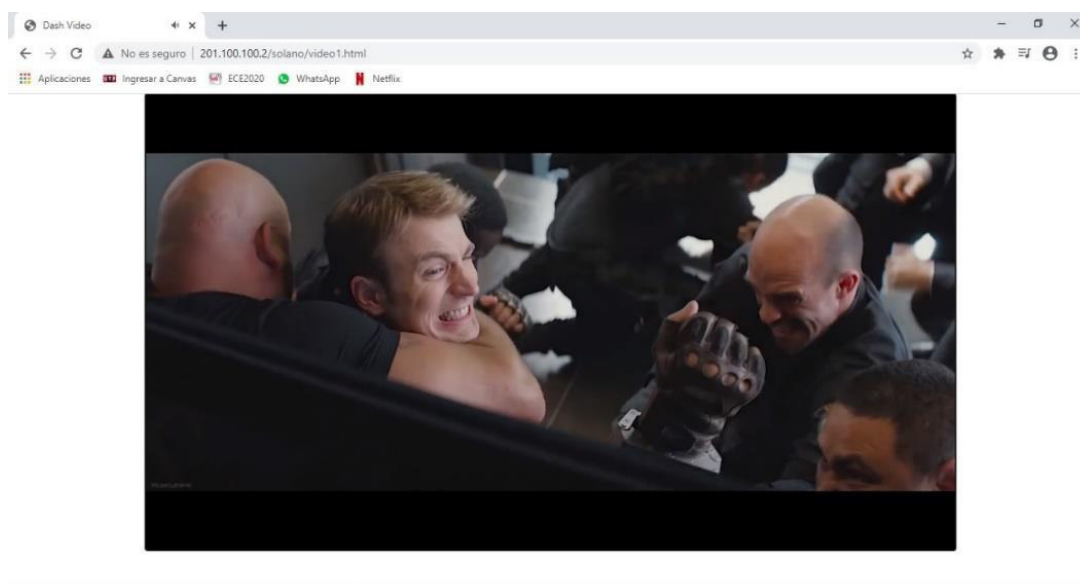 Dash Video
No es seguro | 201.100.100.2/solano/video1.html
Aplicaciones Ingresar a Canvas ECE2020 WhatsApp Netflix